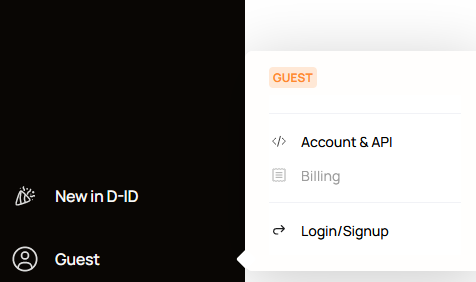 GUEST
Account & API
Billing
Login/Signup
New in D-ID
Guest